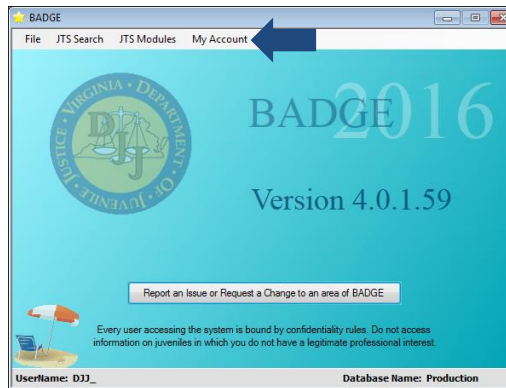 BADGE
File JTS Search JTS Modules My Account
VIRGINIA • DEPARTMENT • OF • JUVENILE • JUSTICE
DJJ
BADGE 2016
Version 4.0.1.59
Report an Issue or Request a Change to an area of BADGE
Every user accessing the system is bound by confidentiality rules. Do not access
information on juveniles in which you do not have a legitimate professional interest.
UserName: DJJ_ Database Name: Production